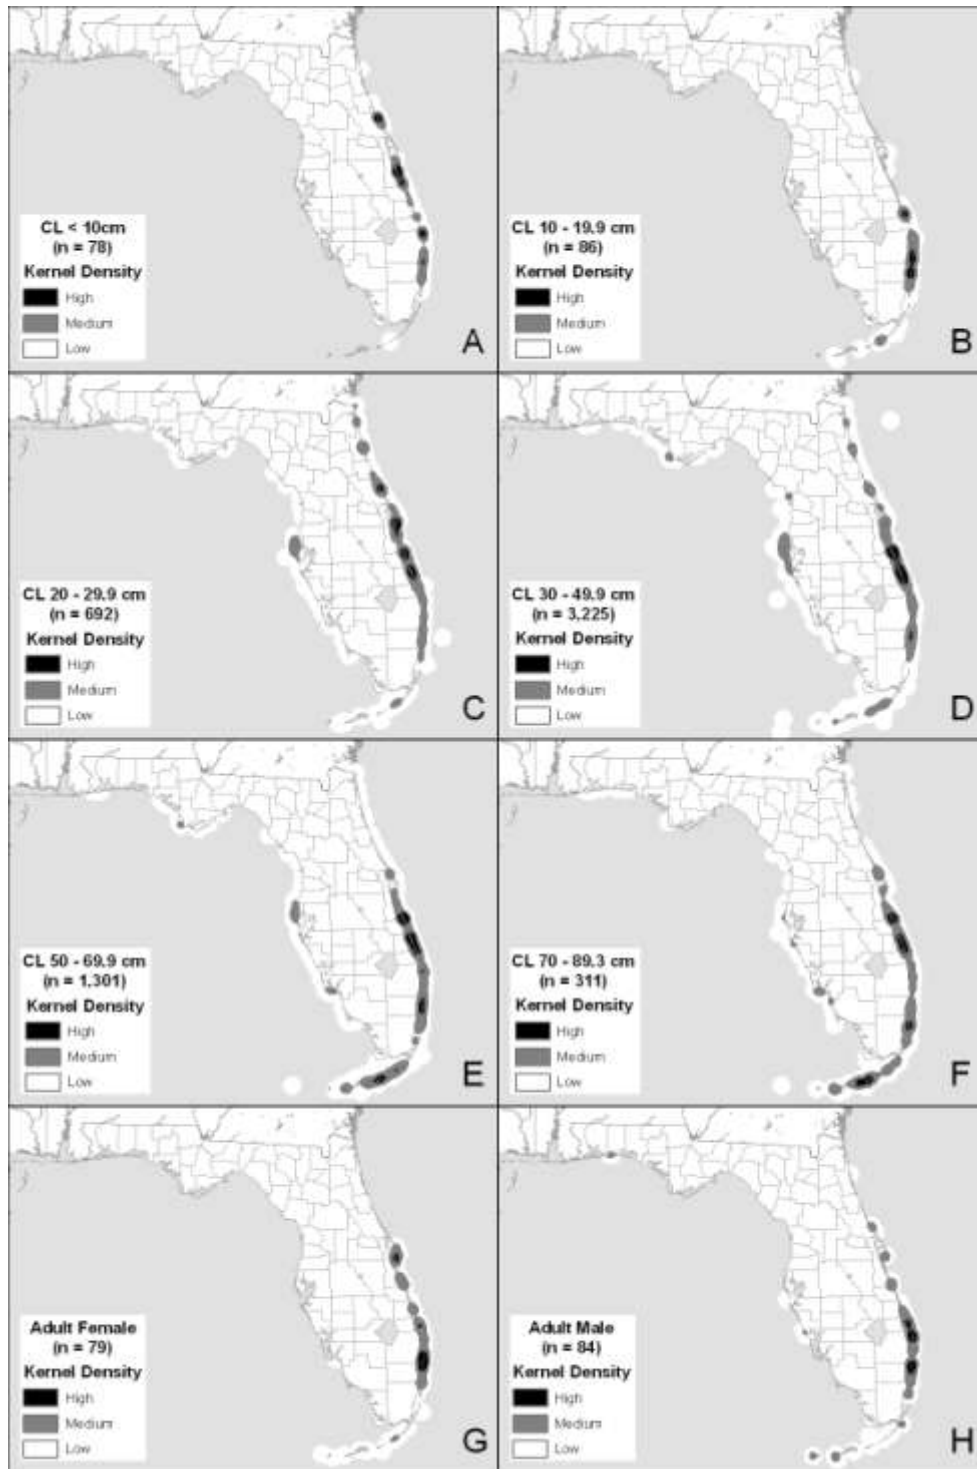 CL < 10cm
(n = 78)
Kernel Density
High
Medium
Low
A
CL 10 - 19.9 cm
(n = 86)
Kernel Density
High
Medium
Low
B
CL 20 - 29.9 cm
(n = 692)
Kernel Density
High
Medium
Low
C
CL 30 - 49.9 cm
(n = 3,225)
Kernel Density
High
Medium
Low
D
CL 50 - 69.9 cm
(n = 1,301)
Kernel Density
High
Medium
Low
E
CL 70 - 89.3 cm
(n = 311)
Kernel Density
High
Medium
Low
F
Adult Female
(n = 79)
Kernel Density
High
Medium
Low
G
Adult Male
(n = 84)
Kernel Density
High
Medium
Low
H